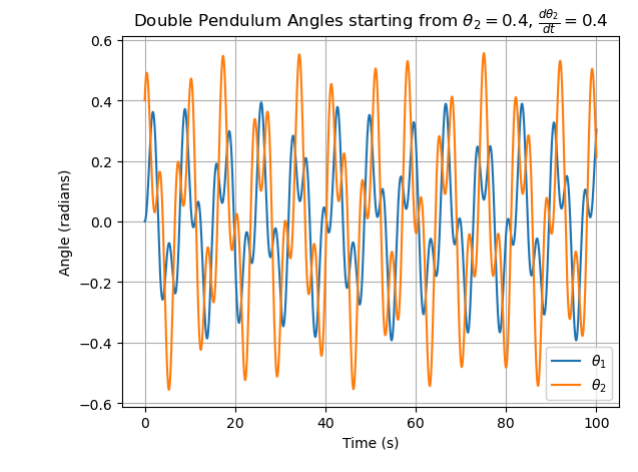 Double Pendulum Angles starting from θ₂ = 0.4, dθ₂/dt = 0.4
0.6
0.4
0.2
0.0
−0.2
−0.4
−0.6
Angle (radians)
θ₁
θ₂
0 20 40 60 80 100
Time (s)